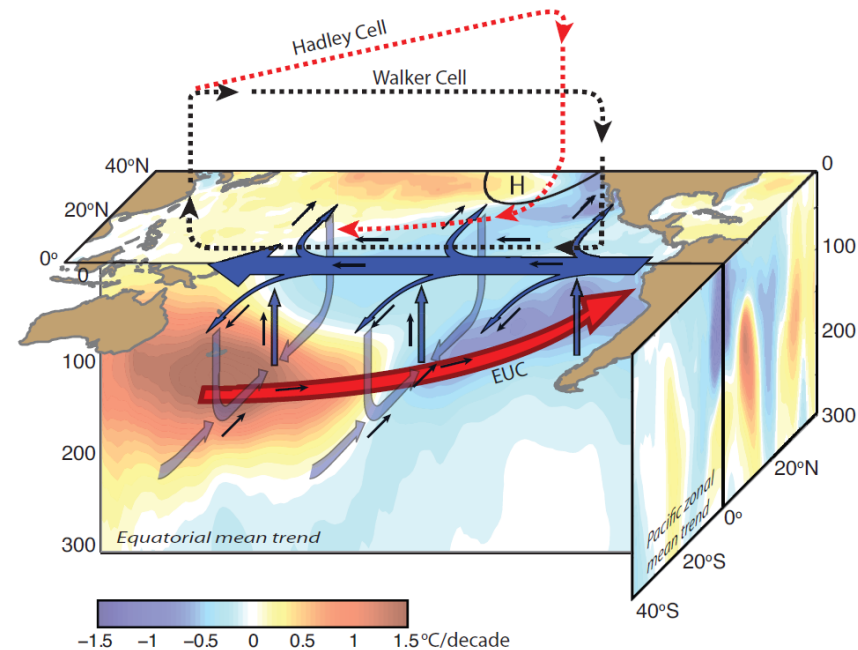 Hadley Cell
Walker Cell
40°N
20°N
0°
H
0
100
200
300
0
100
200
300
EUC
Equatorial mean trend
Pacific zonal
mean trend
20°N
0°
20°S
40°S
−1.5 −1 −0.5 0 0.5 1 1.5 °C/decade